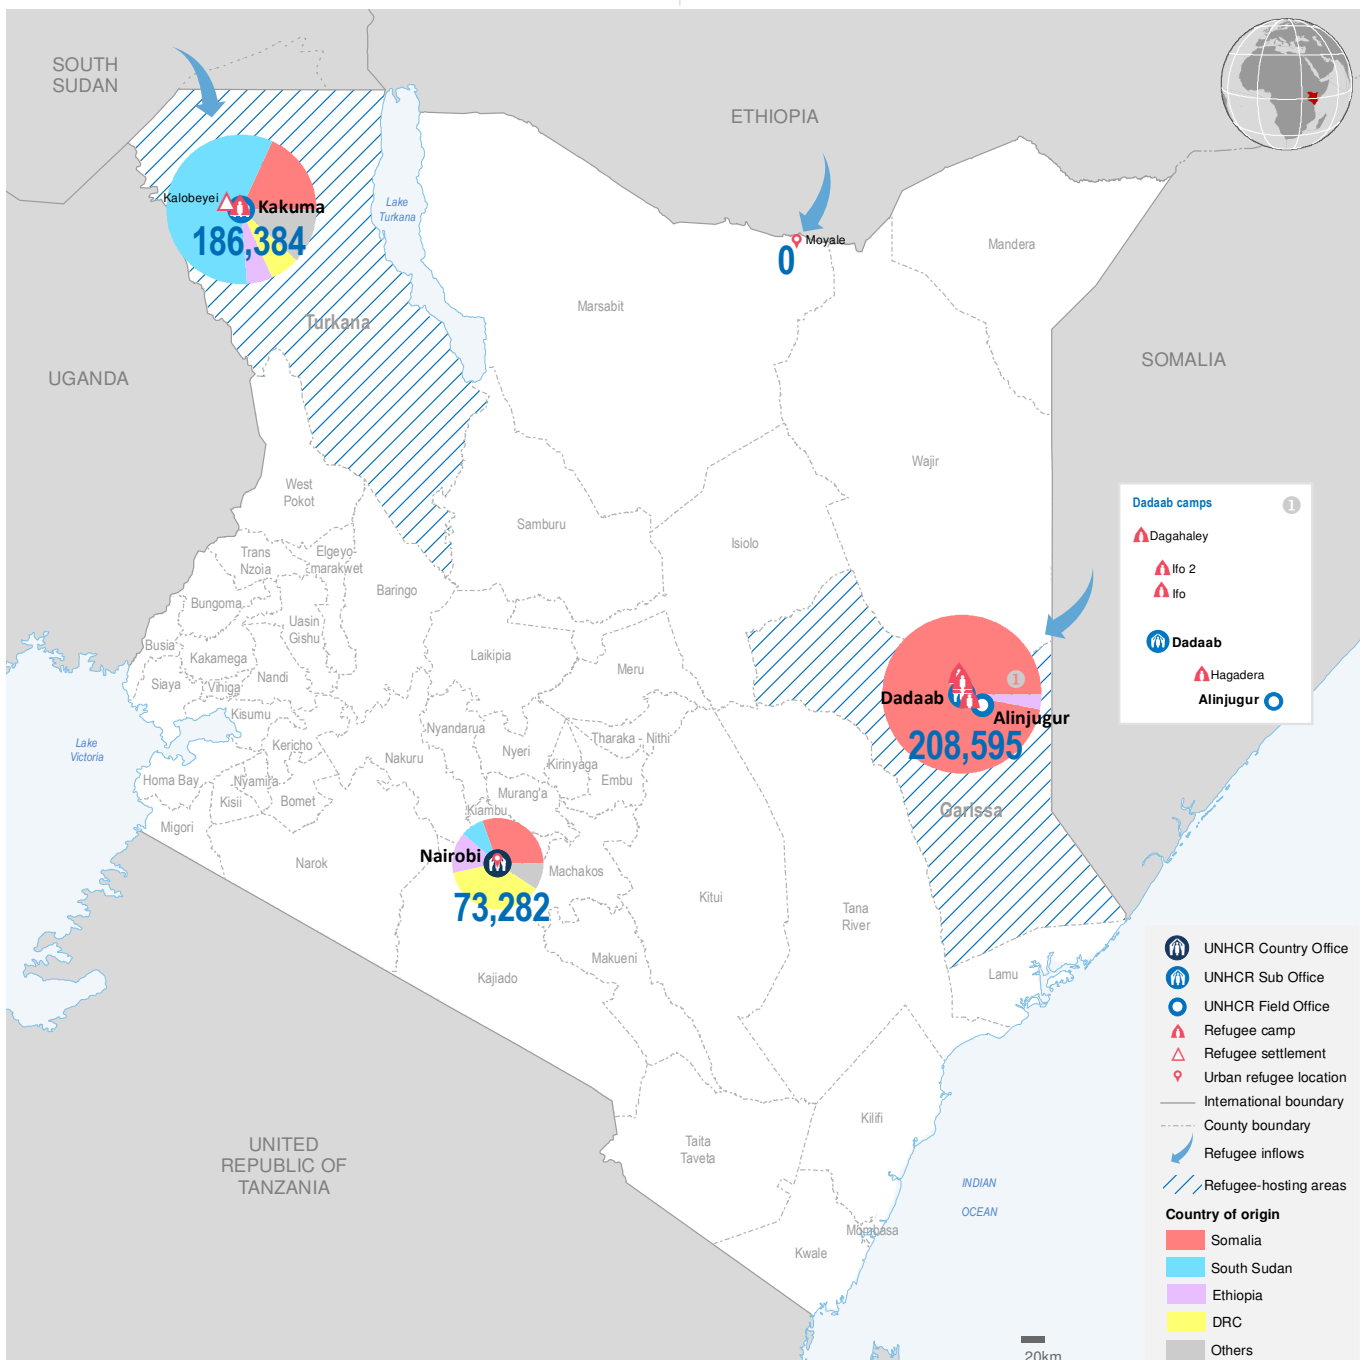 SOUTH
SUDAN
ETHIOPIA
Kalobeyei
Kakuma
186,384
Lake
Turkana
Moyale
0
Mandera
Marsabit
Turkana
UGANDA
SOMALIA
Wajir
West
Pokot
Samburu
Isiolo
Trans
Nzoia
Elgeyo-
marakwet
Baringo
Bungoma
Uasin
Gishu
Busia
Kakamega
Laikipia
Meru
Siaya
Vihiga
Nandi
Kisumu
Dadaab camps
1
Dagahaley
Ifo 2
Ifo
Dadaab
Hagadera
Alinjugur
1
Dadaab
Alinjugur
208,595
Lake
Victoria
Nyandarua
Kericho
Nakuru
Nyeri
Tharaka - Nithi
Kirinyaga
Embu
Homa Bay
Nyamira
Kisii
Bomet
Murang'a
Kiambu
Migori
Garissa
Narok
Nairobi
Machakos
73,282
Kitui
Tana
River
Makueni
Kajiado
Lamu
UNITED
REPUBLIC OF
TANZANIA
Taita
Taveta
Kilifi
INDIAN
OCEAN
Mombasa
Kwale
UNHCR Country Office
UNHCR Sub Office
UNHCR Field Office
Refugee camp
Refugee settlement
Urban refugee location
International boundary
County boundary
Refugee inflows
Refugee-hosting areas
Country of origin
Somalia
South Sudan
Ethiopia
DRC
Others
20km